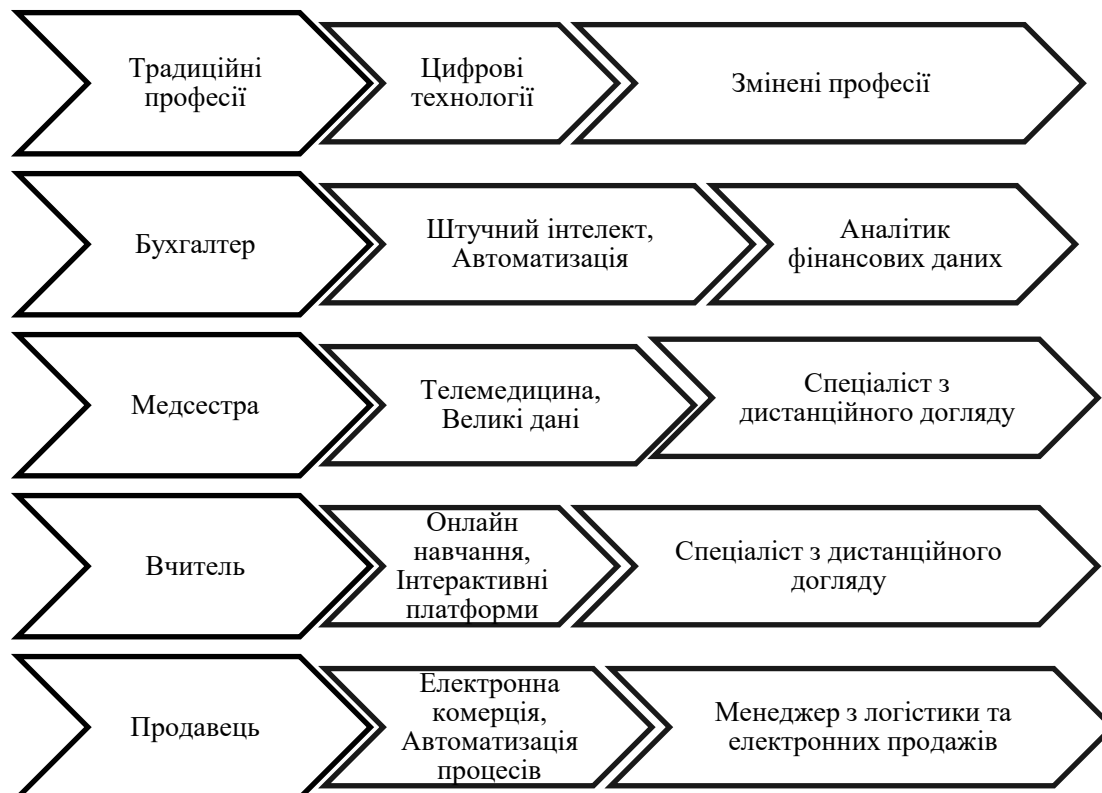 Традиційні
професії
Цифрові
технології
Змінені професії
Бухгалтер
Штучний інтелект,
Автоматизація
Аналітик
фінансових даних
Медсестра
Телемедицина,
Великі дані
Спеціаліст з
дистанційного догляду
Вчитель
Онлайн
навчання,
Інтерактивні
платформи
Спеціаліст з дистанційного
догляду
Продавець
Електронна
комерція,
Автоматизація
процесів
Менеджер з логістики та
електронних продажів